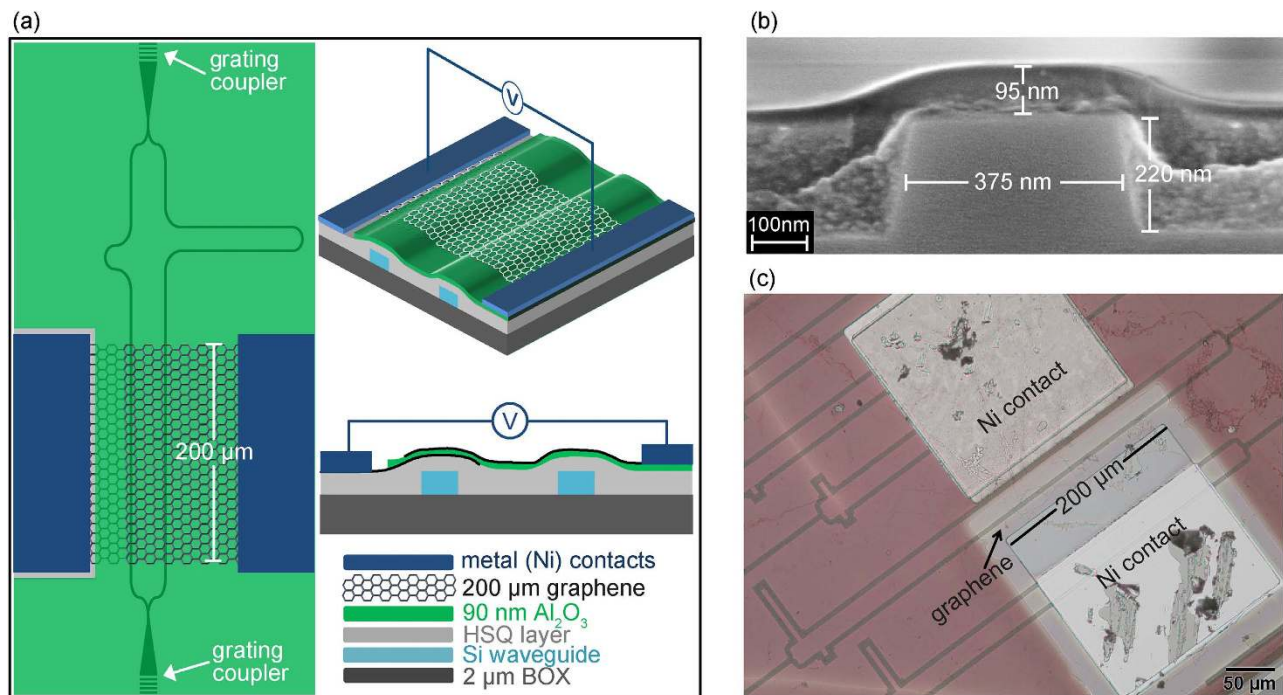 (a)
grating
coupler
200 µm
grating
coupler
V
V
metal (Ni) contacts
200 µm graphene
90 nm Al₂O₃
HSQ layer
Si waveguide
2 µm BOX
(b)
95 nm
375 nm
220 nm
100nm
(c)
Ni contact
200 µm
graphene
Ni contact
50 µm